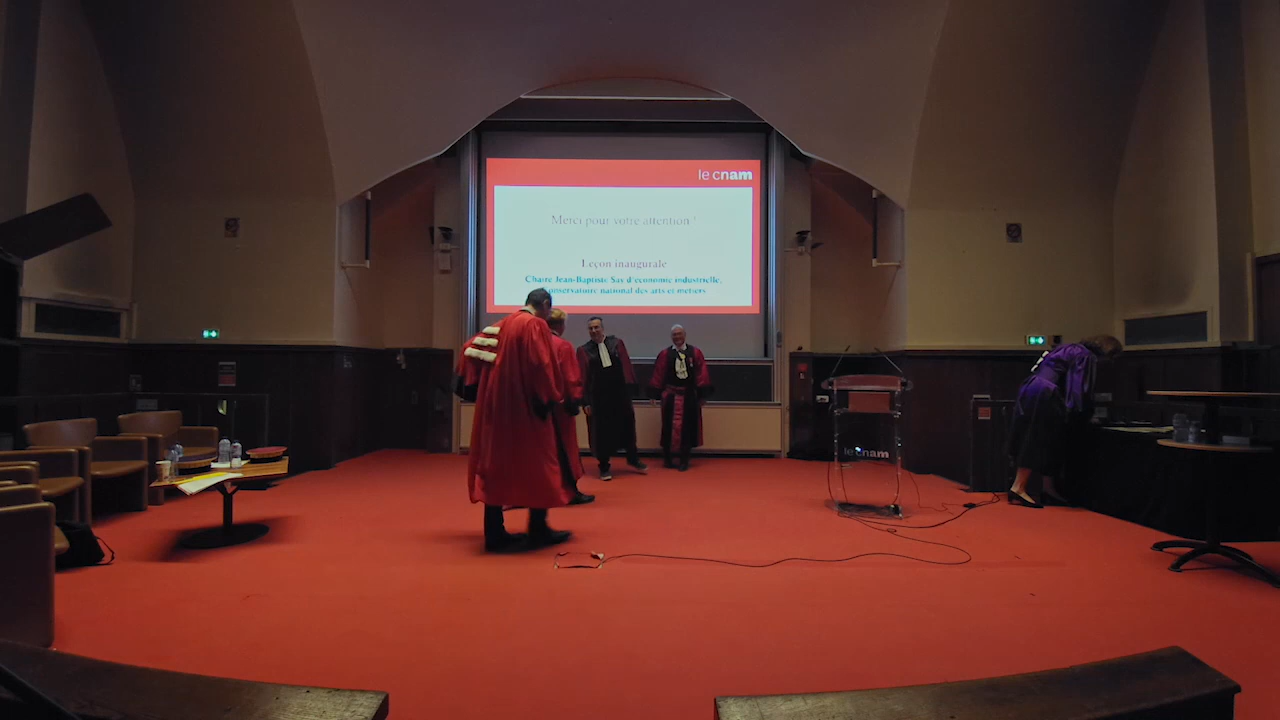 le cnam
Merci pour votre attention !
Leçon inaugurale
Chaire Jean-Baptiste Say d'économie industrielle,
Conservatoire national des arts et métiers
le cnam